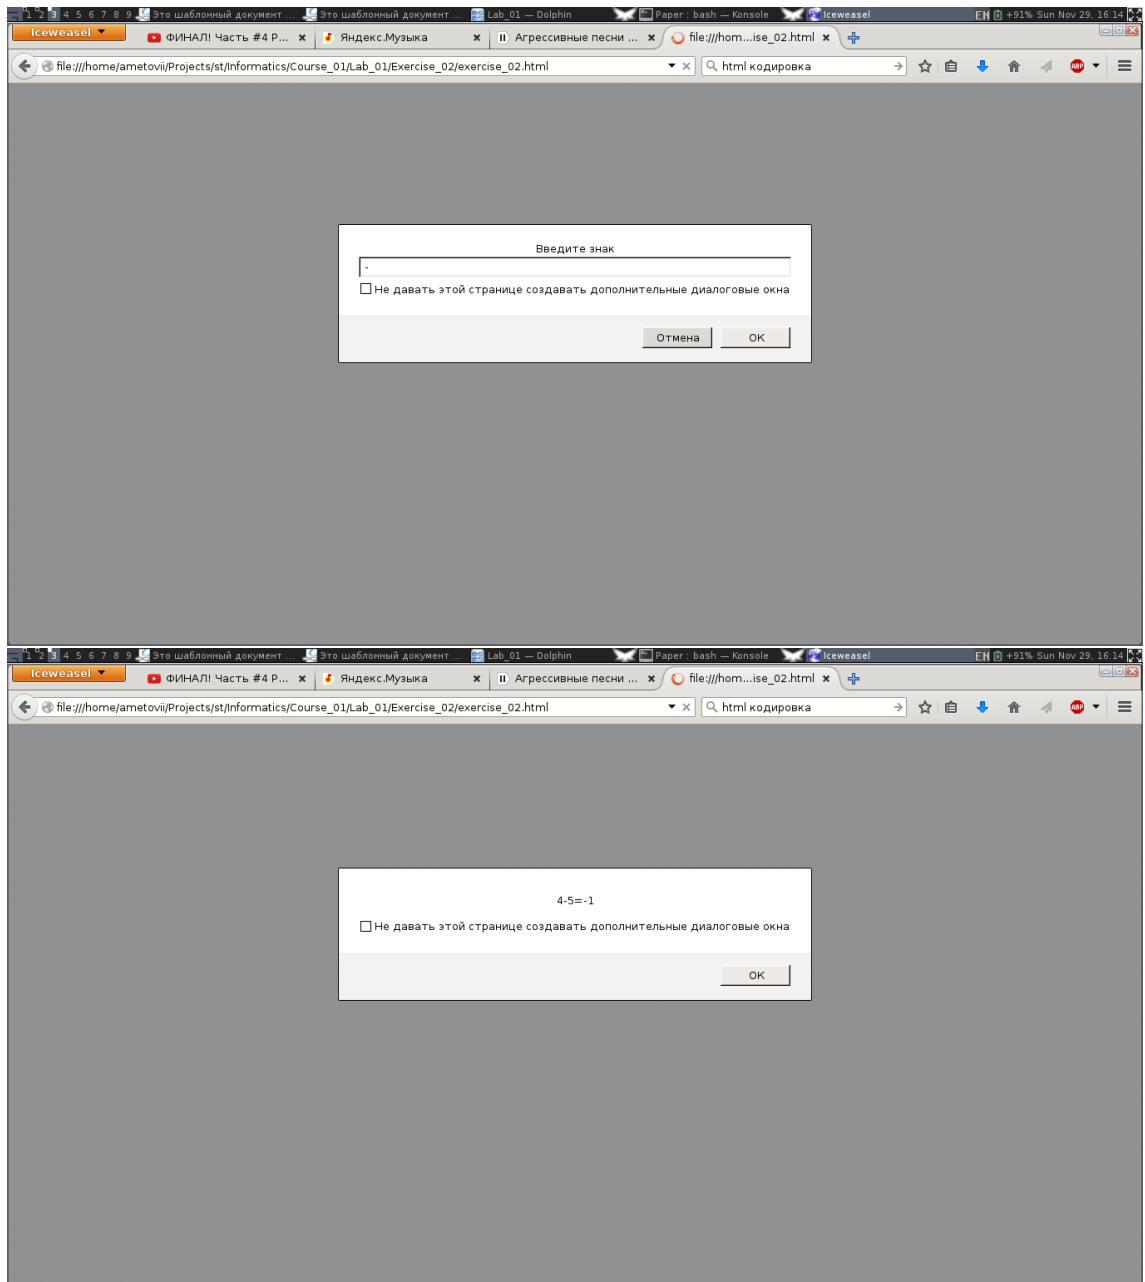 1 2 3 4 5 6 7 8 9 Это шаблонный документ ... Это шаблонный документ ... Lab_01 — Dolphin Paper : bash — Konsole Iceweasel EN +91% Sun Nov 29, 16:14
Iceweasel ФИНАЛ! Часть #4 Р... Яндекс.Музыка Агрессивные песни ... file:///hom...ise_02.html
file:///home/ametovii/Projects/st/Informatics/Course_01/Lab_01/Exercise_02/exercise_02.html html кодировка ABP
Введите знак
-
Не давать этой странице создавать дополнительные диалоговые окна
Отмена OK
1 2 3 4 5 6 7 8 9 Это шаблонный документ ... Это шаблонный документ ... Lab_01 — Dolphin Paper : bash — Konsole Iceweasel EN +91% Sun Nov 29, 16:14
Iceweasel ФИНАЛ! Часть #4 Р... Яндекс.Музыка Агрессивные песни ... file:///hom...ise_02.html
file:///home/ametovii/Projects/st/Informatics/Course_01/Lab_01/Exercise_02/exercise_02.html html кодировка ABP
4-5=-1
Не давать этой странице создавать дополнительные диалоговые окна
OK